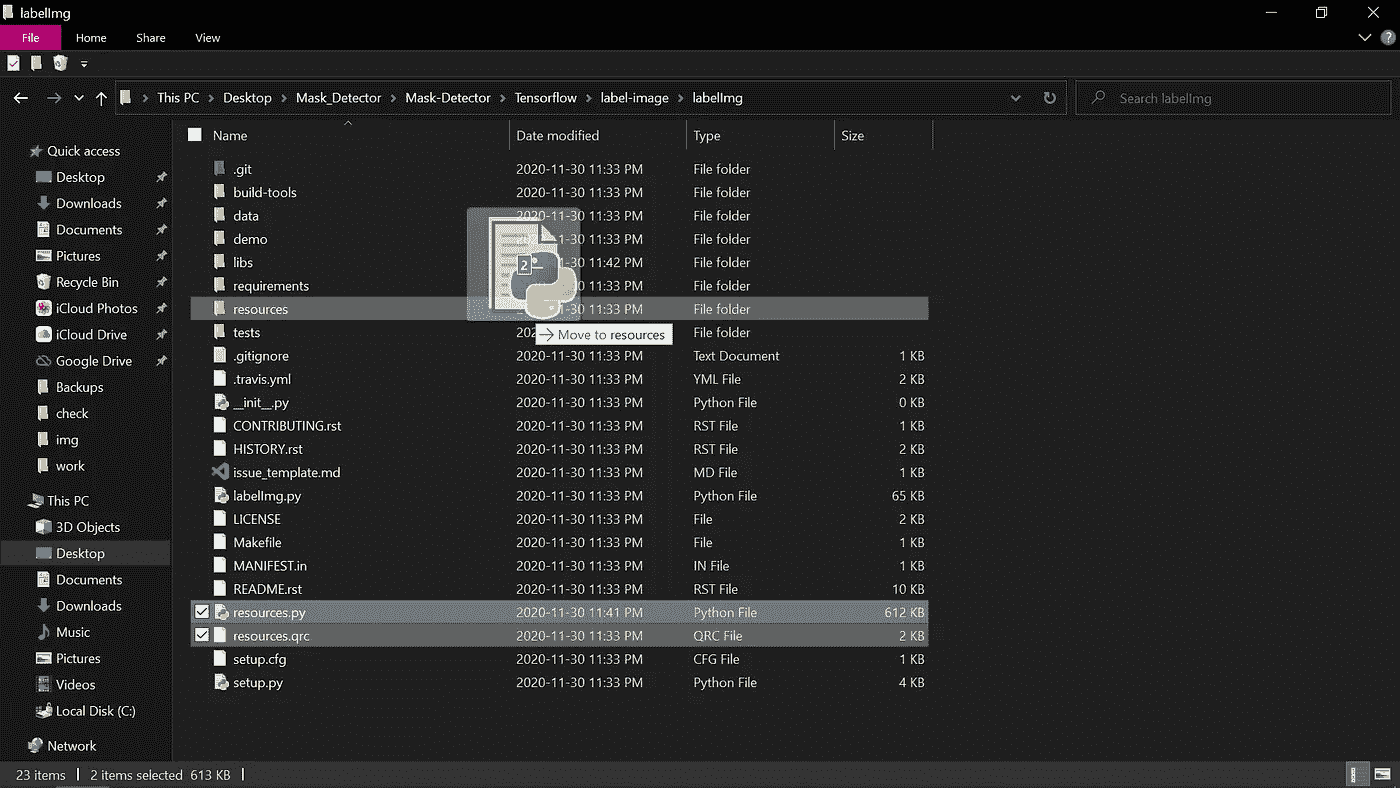 labelImg
File Home Share View
This PC Desktop Mask_Detector Mask-Detector Tensorflow label-image labelImg Search labelImg
Name Date modified Type Size
Quick access
Desktop
Downloads
Documents
Pictures
Recycle Bin
iCloud Photos
iCloud Drive
Google Drive
Backups
check
img
work
This PC
3D Objects
Desktop
Documents
Downloads
Music
Pictures
Videos
Local Disk (C:)
Network
.git 2020-11-30 11:33 PM File folder
build-tools 2020-11-30 11:33 PM File folder
data 2020-11-30 11:33 PM File folder
demo 11:33 PM File folder
libs 11:42 PM File folder
requirements 11:33 PM File folder
resources 11:33 PM File folder
tests 11:33 PM File folder
2
Move to resources
.gitignore 2020-11-30 11:33 PM Text Document 1 KB
.travis.yml 2020-11-30 11:33 PM YML File 2 KB
__init__.py 2020-11-30 11:33 PM Python File 0 KB
CONTRIBUTING.rst 2020-11-30 11:33 PM RST File 1 KB
HISTORY.rst 2020-11-30 11:33 PM RST File 2 KB
issue_template.md 2020-11-30 11:33 PM MD File 1 KB
labelImg.py 2020-11-30 11:33 PM Python File 65 KB
LICENSE 2020-11-30 11:33 PM File 2 KB
Makefile 2020-11-30 11:33 PM File 1 KB
MANIFEST.in 2020-11-30 11:33 PM IN File 1 KB
README.rst 2020-11-30 11:33 PM RST File 10 KB
resources.py 2020-11-30 11:41 PM Python File 612 KB
resources.qrc 2020-11-30 11:33 PM QRC File 2 KB
setup.cfg 2020-11-30 11:33 PM CFG File 1 KB
setup.py 2020-11-30 11:33 PM Python File 4 KB
23 items 2 items selected 613 KB